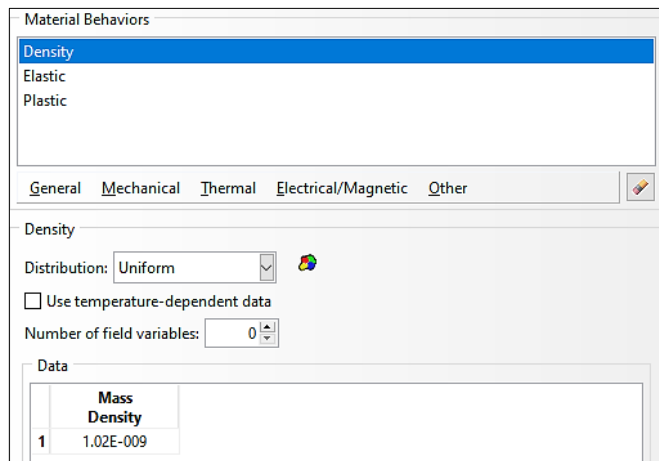 Material Behaviors
Density
Elastic
Plastic
General Mechanical Thermal Electrical/Magnetic Other
Density
Distribution: Uniform
Use temperature-dependent data
Number of field variables: 0
Data
Mass
Density
1 1.02E-009